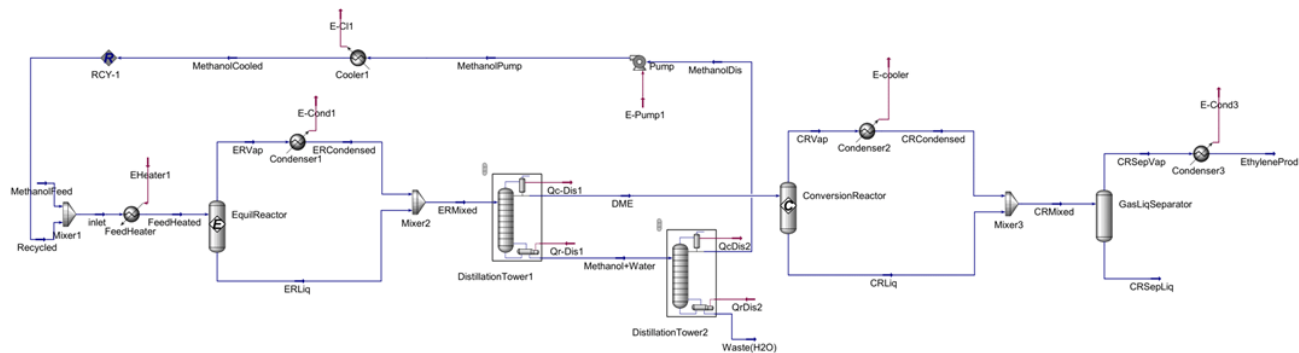 E-Cl1
R
RCY-1
MethanolCooled
Cooler1
MethanolPump
Pump
MethanolDis
E-Pump1
E-cooler
E-Cond1
E-Cond3
ERVap
Condenser1
ERCondensed
CRVap
Condenser2
CRCondensed
CRSepVap
Condenser3
EthyleneProd
EHeater1
MethanolFeed
Mixer1
inlet
FeedHeater
FeedHeated
Recycled
E
EquilReactor
Mixer2
ERMixed
ERLiq
Qc-Dis1
DME
Qr-Dis1
DistillationTower1
Methanol+Water
QcDis2
QrDis2
DistillationTower2
Waste(H2O)
C
ConversionReactor
CRLiq
Mixer3
CRMixed
GasLiqSeparator
CRSepLiq